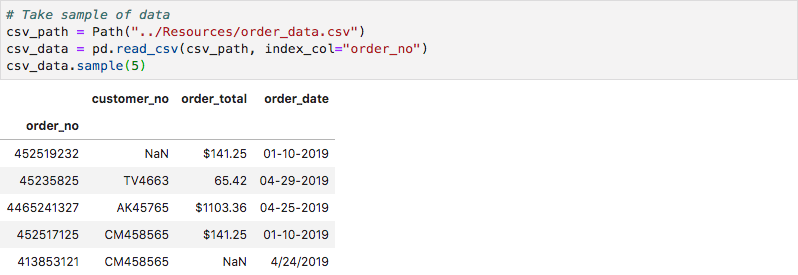 # Take sample of data
csv_path = Path("../Resources/order_data.csv")
csv_data = pd.read_csv(csv_path, index_col="order_no")
csv_data.sample(5)
customer_no order_total order_date
order_no
452519232 NaN $141.25 01-10-2019
45235825 TV4663 65.42 04-29-2019
4465241327 AK45765 $1103.36 04-25-2019
452517125 CM458565 $141.25 01-10-2019
413853121 CM458565 NaN 4/24/2019